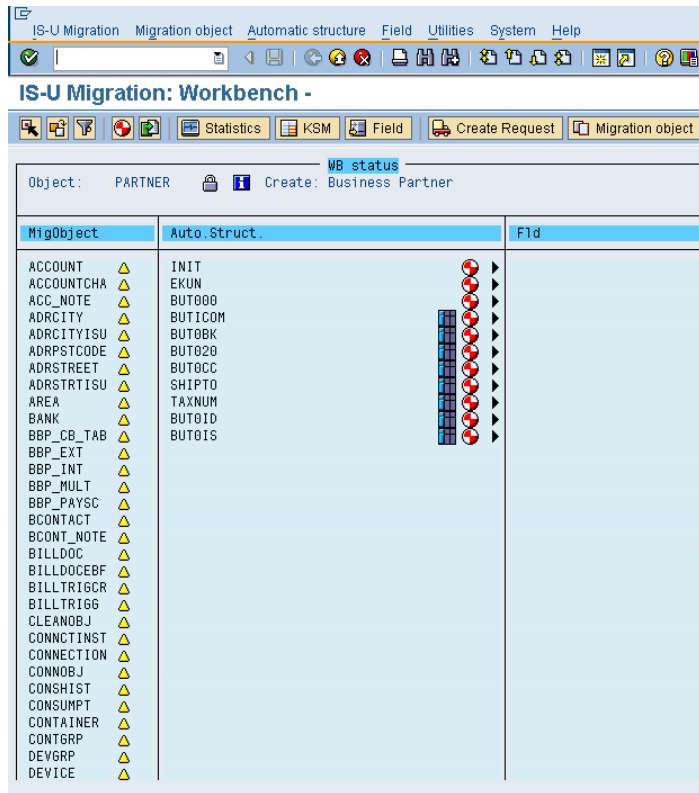 IS-U Migration Migration object Automatic structure Field Utilities System Help
IS-U Migration: Workbench -
Statistics KSM Field Create Request Migration object
WB status
Object: PARTNER Create: Business Partner
MigObject Auto.Struct. Fld
ACCOUNT INIT
ACCOUNTCHA EKUN
ACC_NOTE BUT000
ADRCITY BUTICOM
ADRCITYISU BUT0BK
ADRPSTCODE BUT020
ADRSTREET BUT0CC
ADRSTRTISU SHIPTO
AREA TAXNUM
BANK BUT0ID
BBP_CB_TAB BUT0IS
BBP_EXT
BBP_INT
BBP_MULT
BBP_PAYSC
BCONTACT
BCONT_NOTE
BILLDOC
BILLDOCEBF
BILLTRIGCR
BILLTRIGG
CLEANOBJ
CONNCTINST
CONNECTION
CONNOBJ
CONSHIST
CONSUMPT
CONTAINER
CONTGRP
DEVGRP
DEVICE